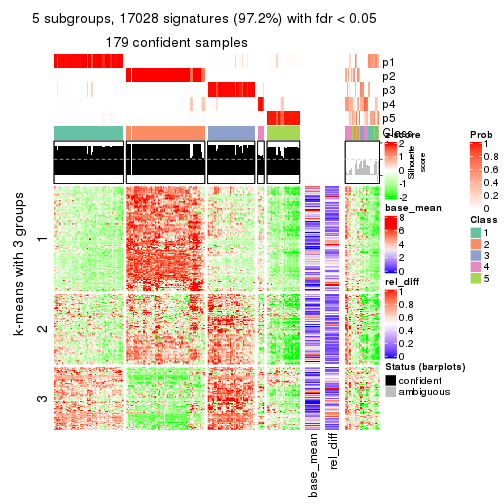 5 subgroups, 17028 signatures (97.2%) with fdr < 0.05
179 confident samples
p1
p2
p3
p4
p5
Class
z-score
2
1
0
-1
-2
Silhouette
score
base_mean
8
6
4
2
0
rel_diff
1
0.8
0.6
0.4
0.2
0
Status (barplots)
confident
ambiguous
Prob
1
0.8
0.6
0.4
0.2
0
Class
1
2
3
4
5
k-means with 3 groups
1
2
3
base_mean
rel_diff